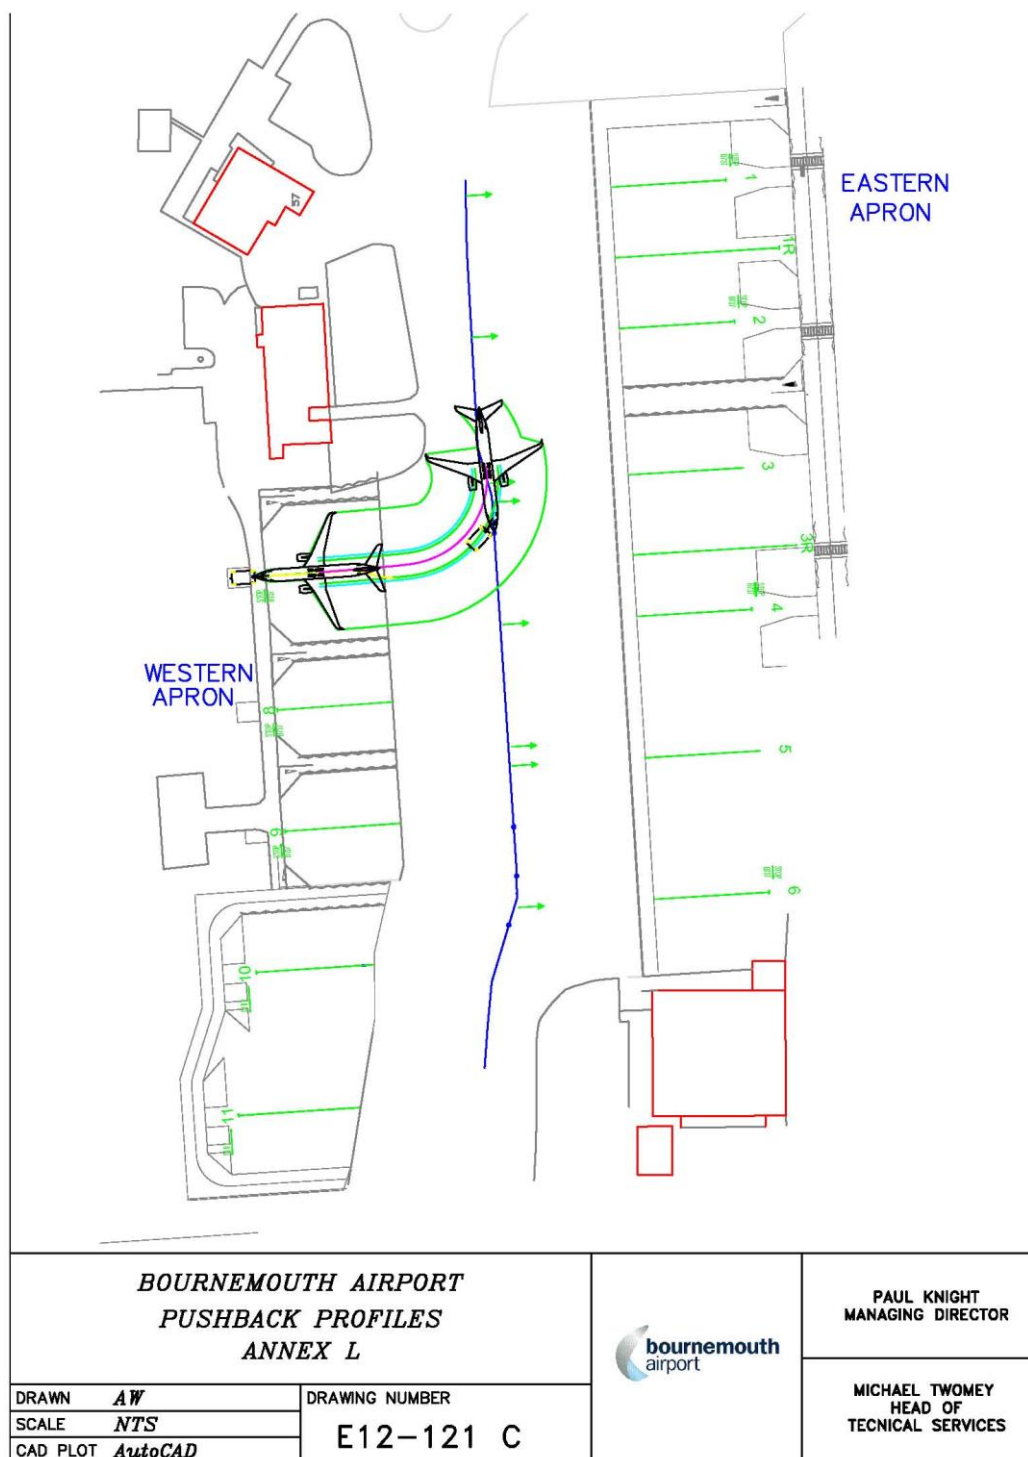 57
EASTERN
APRON
1
1R
2
3
3R
4
5
6
WESTERN
APRON
8
9
10
11
BOURNEMOUTH AIRPORT
PUSHBACK PROFILES
ANNEX L
DRAWN AW
SCALE NTS
CAD PLOT AutoCAD
DRAWING NUMBER
E12-121 C
bournemouth
airport
PAUL KNIGHT
MANAGING DIRECTOR
MICHAEL TWOMEY
HEAD OF
TECNICAL SERVICES